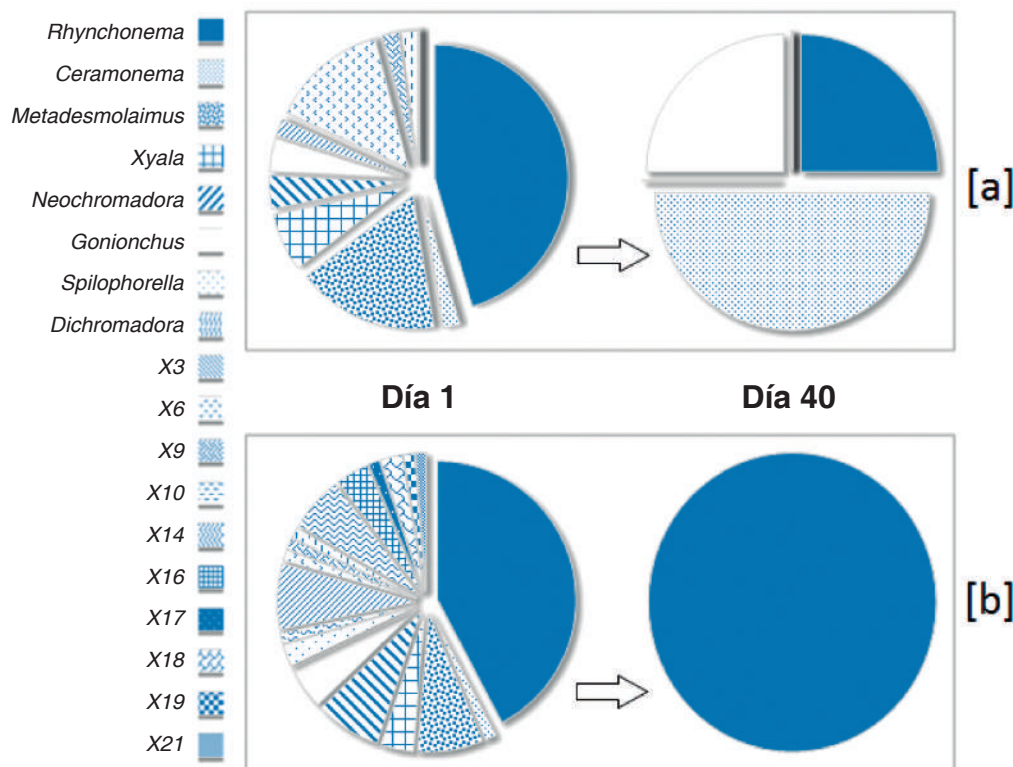 Rhynchonema
Ceramonema
Metadesmolaimus
Xyala
Neochromadora
Gonionchus
Spilophorella
Dichromadora
X3
X6
X9
X10
X14
X16
X17
X18
X19
X21
[a]
Día 1
Día 40
[b]